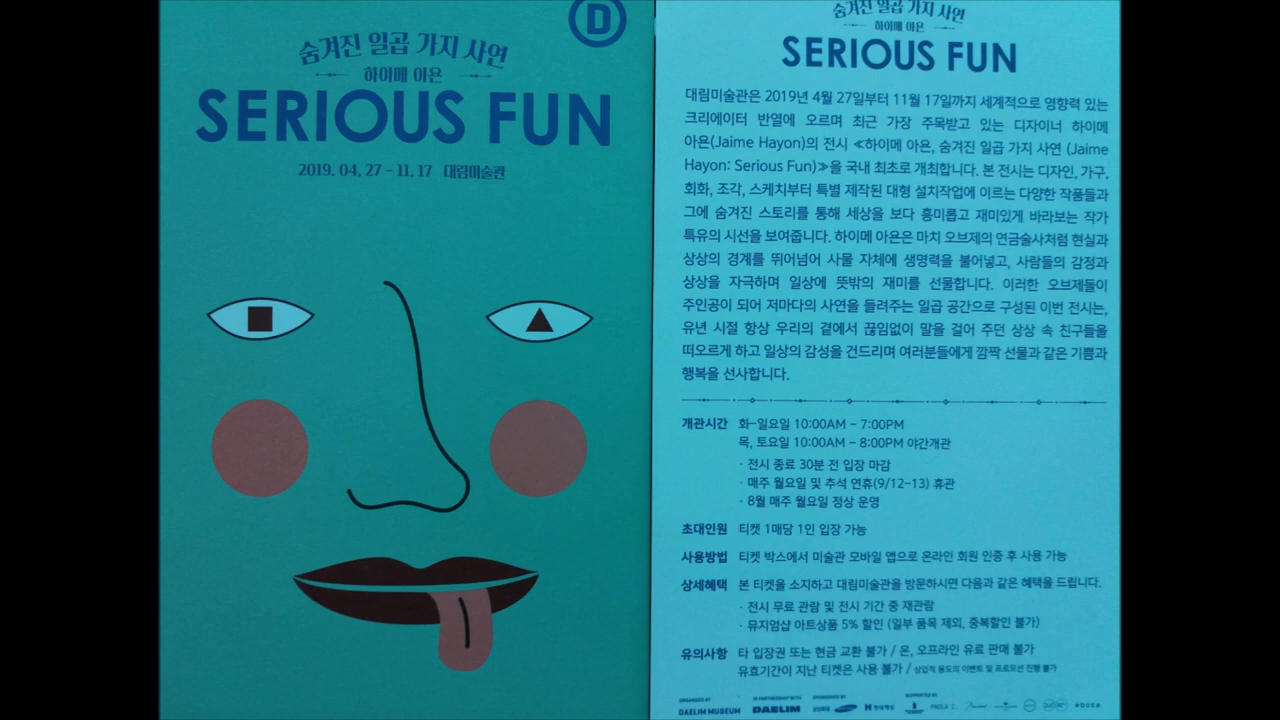 D
숨겨진 일곱 가지 사연
하이메 아욘
SERIOUS FUN
2019. 04. 27 - 11. 17 대림미술관
숨겨진 일곱 가지 사연
하이메 아욘
SERIOUS FUN
대림미술관은 2019년 4월 27일부터 11월 17일까지 세계적으로 영향력 있는
크리에이터 반열에 오르며 최근 가장 주목받고 있는 디자이너 하이메
아욘(Jaime Hayon)의 전시 ≪하이메 아욘, 숨겨진 일곱 가지 사연 (Jaime
Hayon: Serious Fun)≫을 국내 최초로 개최합니다. 본 전시는 디자인, 가구,
회화, 조각, 스케치부터 특별 제작된 대형 설치작업에 이르는 다양한 작품들과
그에 숨겨진 스토리를 통해 세상을 보다 흥미롭고 재미있게 바라보는 작가
특유의 시선을 보여줍니다. 하이메 아욘은 마치 오브제의 연금술사처럼 현실과
상상의 경계를 뛰어넘어 사물 자체에 생명력을 불어넣고, 사람들의 감정과
상상을 자극하며 일상에 뜻밖의 재미를 선물합니다. 이러한 오브제들이
주인공이 되어 저마다의 사연을 들려주는 일곱 공간으로 구성된 이번 전시는,
유년 시절 항상 우리의 곁에서 끊임없이 말을 걸어 주던 상상 속 친구들을
떠오르게 하고 일상의 감성을 건드리며 여러분들에게 깜짝 선물과 같은 기쁨과
행복을 선사합니다.
개관시간 화-일요일 10:00AM - 7:00PM
목, 토요일 10:00AM - 8:00PM 야간개관
· 전시 종료 30분 전 입장 마감
· 매주 월요일 및 추석 연휴(9/12-13) 휴관
· 8월 매주 월요일 정상 운영
초대인원 티켓 1매당 1인 입장 가능
사용방법 티켓 박스에서 미술관 모바일 앱으로 온라인 회원 인증 후 사용 가능
상세혜택 본 티켓을 소지하고 대림미술관을 방문하시면 다음과 같은 혜택을 드립니다.
· 전시 무료 관람 및 전시 기간 중 재관람
· 뮤지엄샵 아트상품 5% 할인 (일부 품목 제외, 중복할인 불가)
유의사항 타 입장권 또는 현금 교환 불가 / 온, 오프라인 유료 판매 불가
유효기간이 지난 티켓은 사용 불가 / 상업적 용도의 이벤트 및 프로모션 진행 불가
ORGANIZED BY IN PARTNERSHIP WITH SPONSORED BY SUPPORTED BY
DAELIM MUSEUM DAELIM